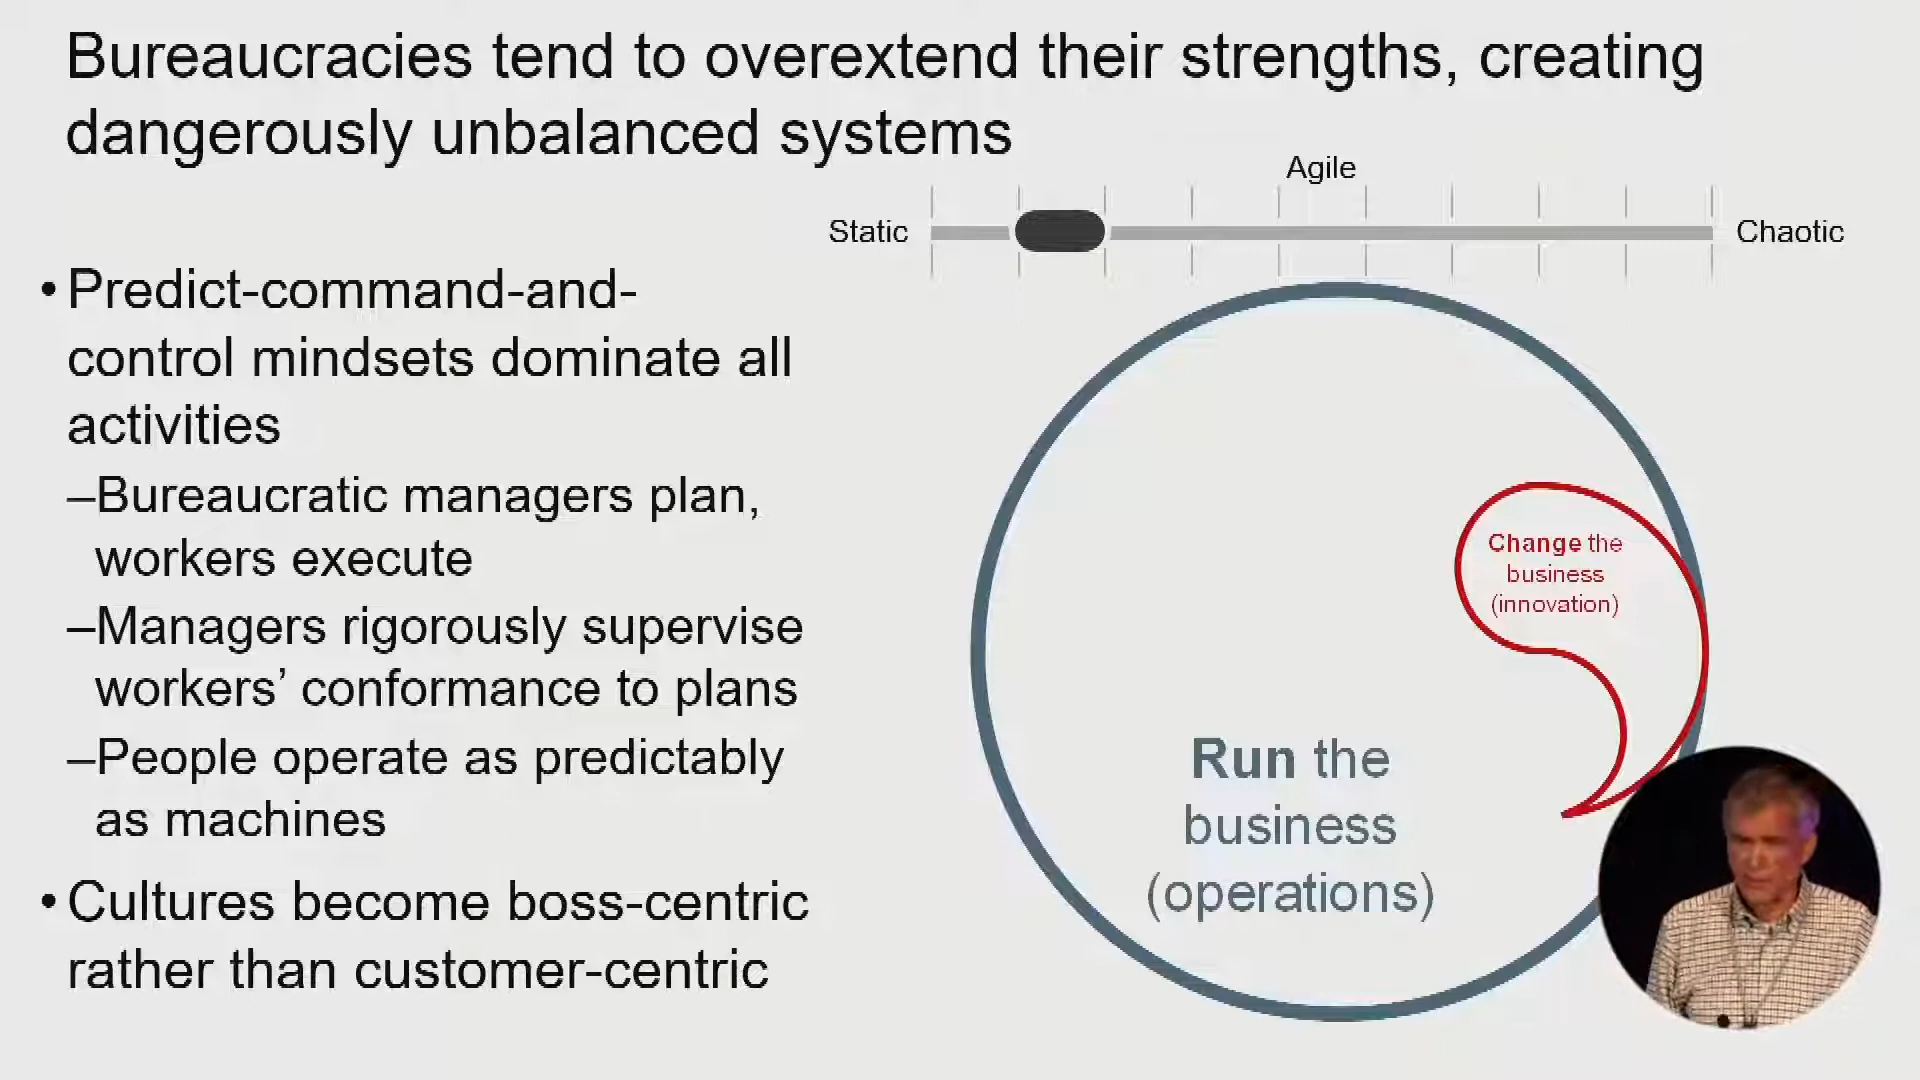 Bureaucracies tend to overextend their strengths, creating
dangerously unbalanced systems
Agile
Static
Chaotic
• Predict-command-and-
control mindsets dominate all
activities
–Bureaucratic managers plan,
workers execute
–Managers rigorously supervise
workers’ conformance to plans
–People operate as predictably
as machines
• Cultures become boss-centric
rather than customer-centric
Change the
business
(innovation)
Run the
business
(operations)